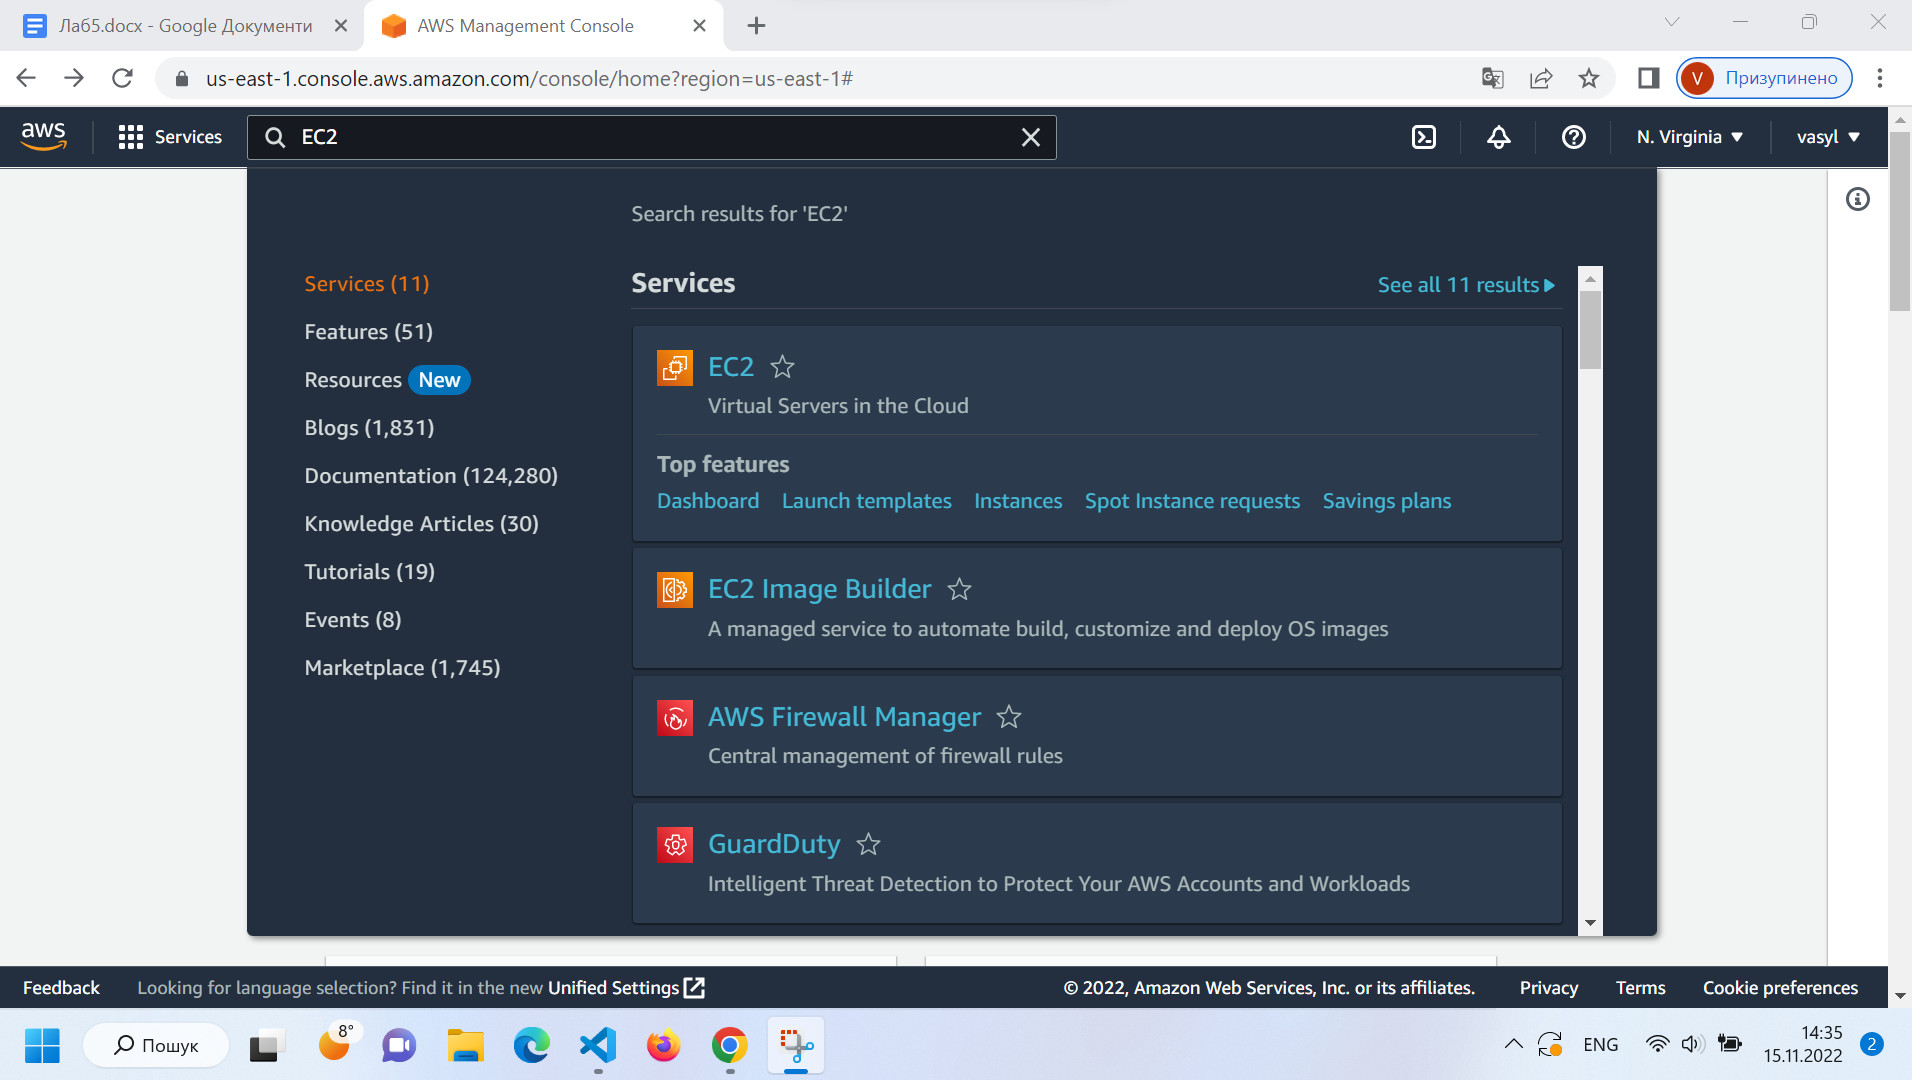 Лаб5.docx - Google Документи
AWS Management Console
us-east-1.console.aws.amazon.com/console/home?region=us-east-1#
V
Призупинено
aws
Services
EC2
N. Virginia
vasyl
Search results for 'EC2'
Services (11)
Features (51)
Resources New
Blogs (1,831)
Documentation (124,280)
Knowledge Articles (30)
Tutorials (19)
Events (8)
Marketplace (1,745)
Services
See all 11 results
EC2
Virtual Servers in the Cloud
Top features
Dashboard Launch templates Instances Spot Instance requests Savings plans
EC2 Image Builder
A managed service to automate build, customize and deploy OS images
AWS Firewall Manager
Central management of firewall rules
GuardDuty
Intelligent Threat Detection to Protect Your AWS Accounts and Workloads
Feedback
Looking for language selection? Find it in the new Unified Settings
© 2022, Amazon Web Services, Inc. or its affiliates.
Privacy
Terms
Cookie preferences
Пошук
8°
ENG
14:35
15.11.2022
2